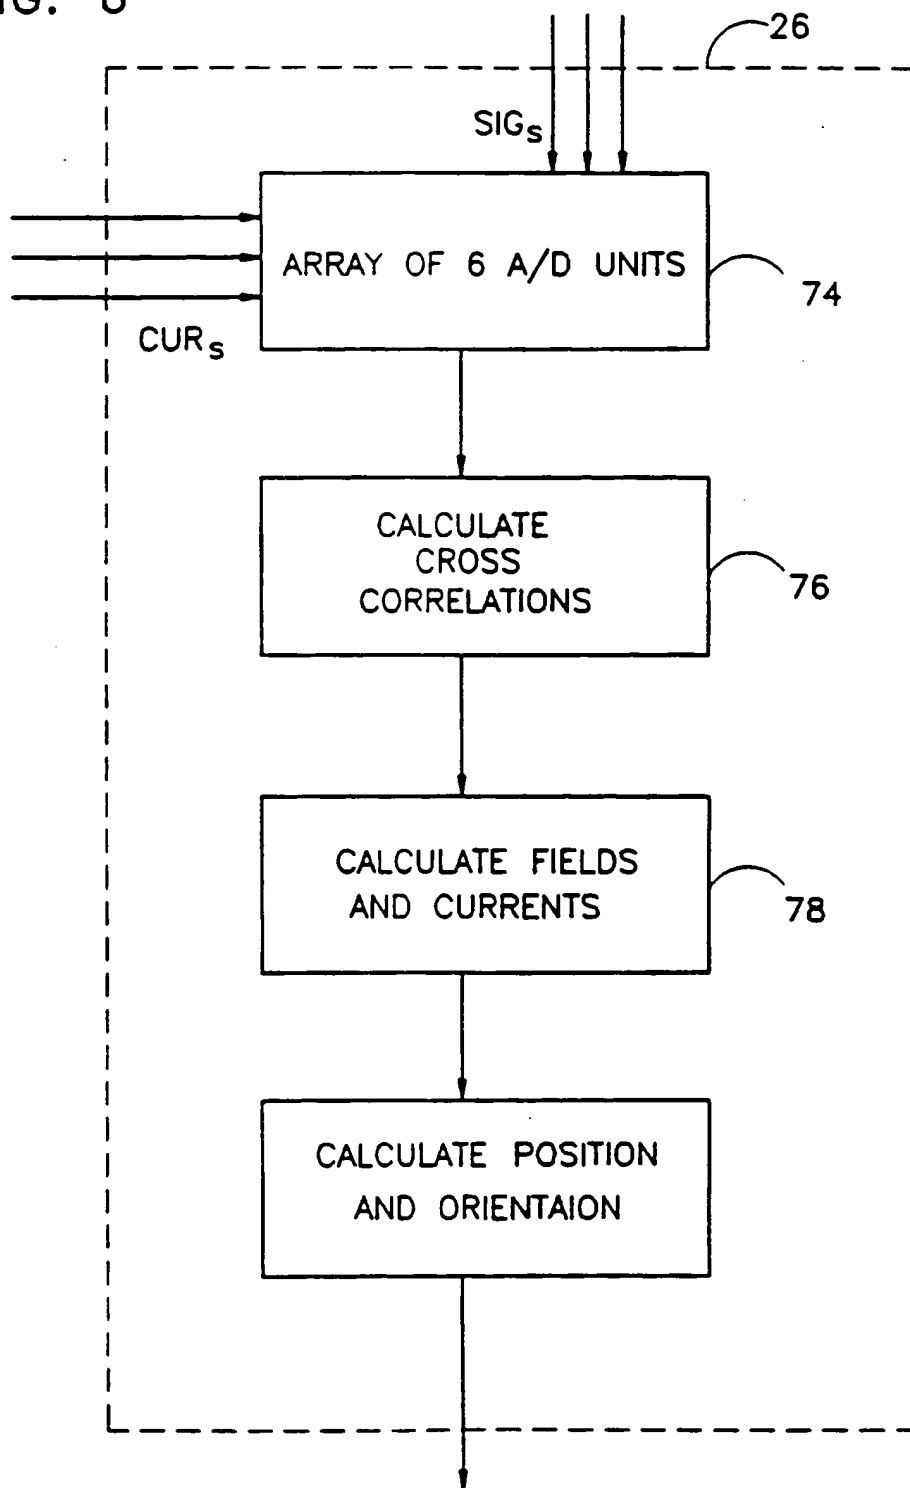 26
SIGs
ARRAY OF 6 A/D UNITS
74
CURs
CALCULATE
CROSS
CORRELATIONS
76
CALCULATE FIELDS
AND CURRENTS
78
CALCULATE POSITION
AND ORIENTAION